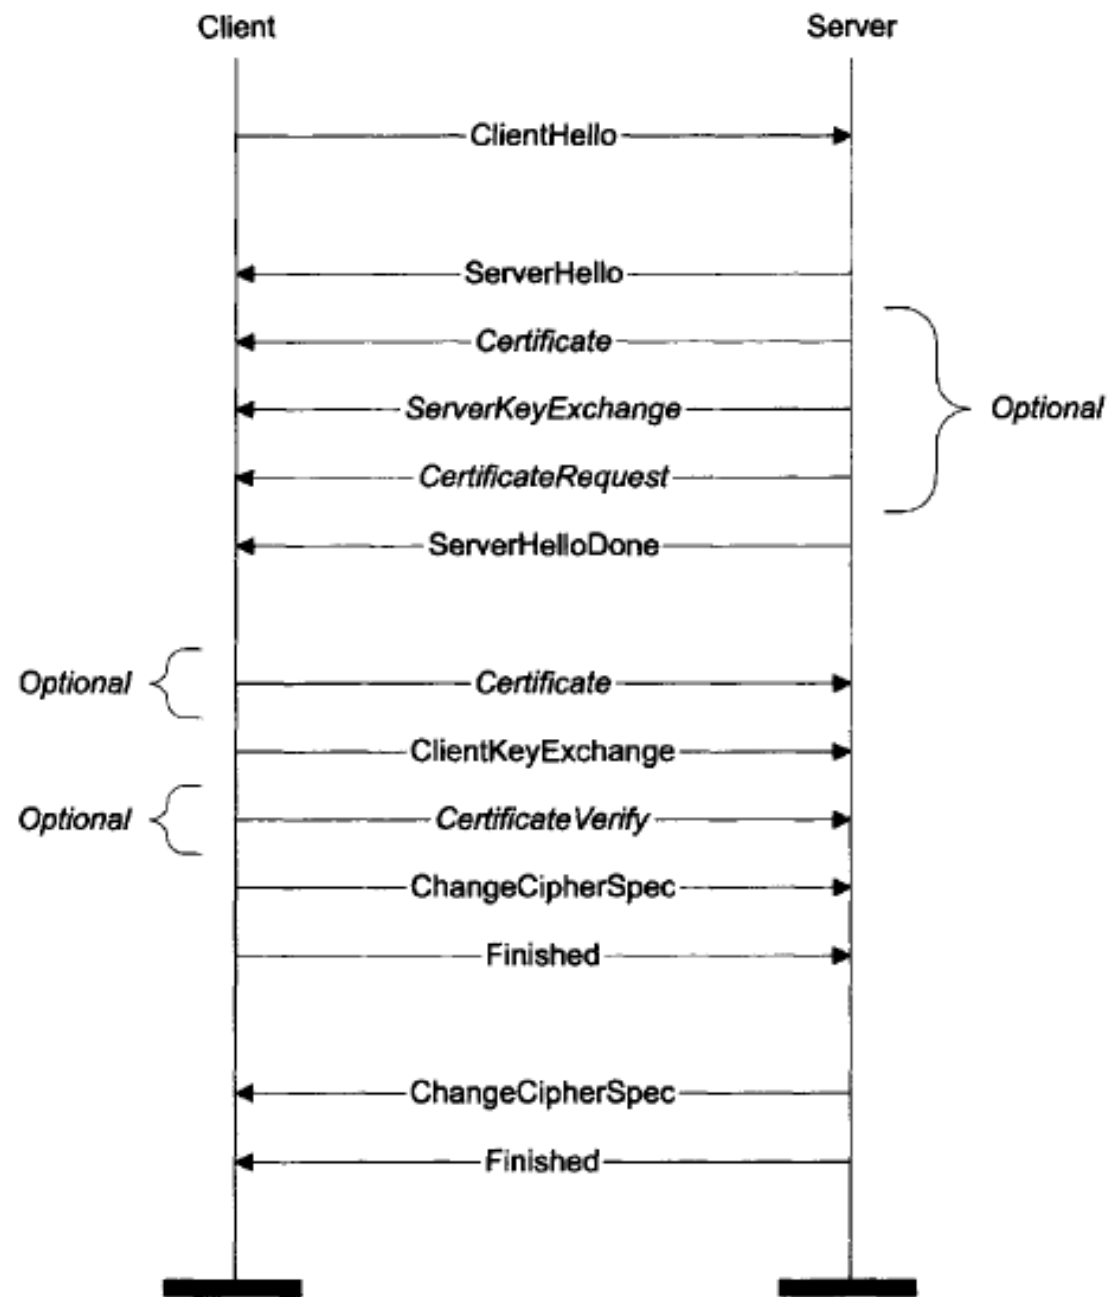 Client
Server
ClientHello
ServerHello
Certificate
ServerKeyExchange
Optional
CertificateRequest
ServerHelloDone
Optional
Certificate
ClientKeyExchange
Optional
CertificateVerify
ChangeCipherSpec
Finished
ChangeCipherSpec
Finished